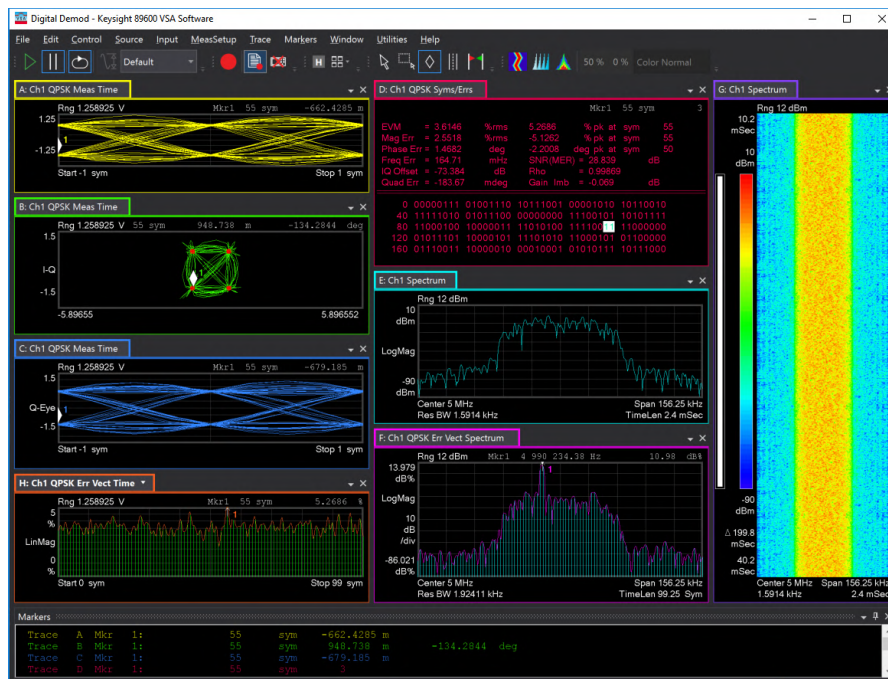 Digital Demod - Keysight 89600 VSA Software
File Edit Control Source Input MeasSetup Trace Markers Window Utilities Help
Default H 50 % 0 % Color Normal
A: Ch1 QPSK Meas Time
Rng 1.258925 V Mkr1 55 sym -662.4285 m
1.25
1
-1.25
Start -1 sym Stop 1 sym
B: Ch1 QPSK Meas Time
Rng 1.258925 V 55 sym 948.738 m -134.2844 deg
1.5
I-Q
1
-1.5
-5.89655 5.896552
C: Ch1 QPSK Meas Time
Rng 1.258925 V Mkr1 55 sym -679.185 m
1.5
Q-Eye 1
-1.5
Start -1 sym Stop 1 sym
H: Ch1 QPSK Err Vect Time
Rng 1.258925 V Mkr1 55 sym 5.2686 %
5
%
1
LinMag
0
%
Start 0 sym Stop 99 sym
D: Ch1 QPSK Syms/Errs
Mkr1 55 sym 3
EVM = 3.6146 %rms 5.2686 % pk at sym 55
Mag Err = 2.5518 %rms -5.1262 % pk at sym 55
Phase Err = 1.4682 deg -2.2008 deg pk at sym 50
Freq Err = 164.71 mHz SNR(MER) = 28.839 dB
IQ Offset = -73.384 dB Rho = 0.99869
Quad Err = -183.67 mdeg Gain Imb = -0.069 dB
0 00000111 01001110 10111001 00001010 10110010
40 11111010 01011100 00000000 11100101 10101111
80 11000100 10000111 11010100 11110011 11000000
120 01011101 10000101 11101010 11000101 01100000
160 01110011 10000010 00010001 01010111 10111000
E: Ch1 Spectrum
Rng 12 dBm
10
dBm
LogMag
-90
dBm
Center 5 MHz Span 156.25 kHz
Res BW 1.5914 kHz TimeLen 2.4 mSec
F: Ch1 QPSK Err Vect Spectrum
Rng 12 dBm Mkr1 4 990 234.38 Hz 10.98 dB%
13.979
dB%
1
LogMag
10
dB
/div
-86.021
dB%
Center 5 MHz Span 156.25 kHz
Res BW 1.92411 kHz TimeLen 99.25 Sym
G: Ch1 Spectrum
Rng 12 dBm
10.2
mSec
10
dBm
-90
dBm
Δ 199.8
mSec
40.2
mSec
Center 5 MHz Span 156.25 kHz
1.5914 kHz 2.4 mSec
Markers
Trace A Mkr 1: 55 sym -662.4285 m
Trace B Mkr 1: 55 sym 948.738 m -134.2844 deg
Trace C Mkr 1: 55 sym -679.185 m
Trace D Mkr 1: 55 sym 3